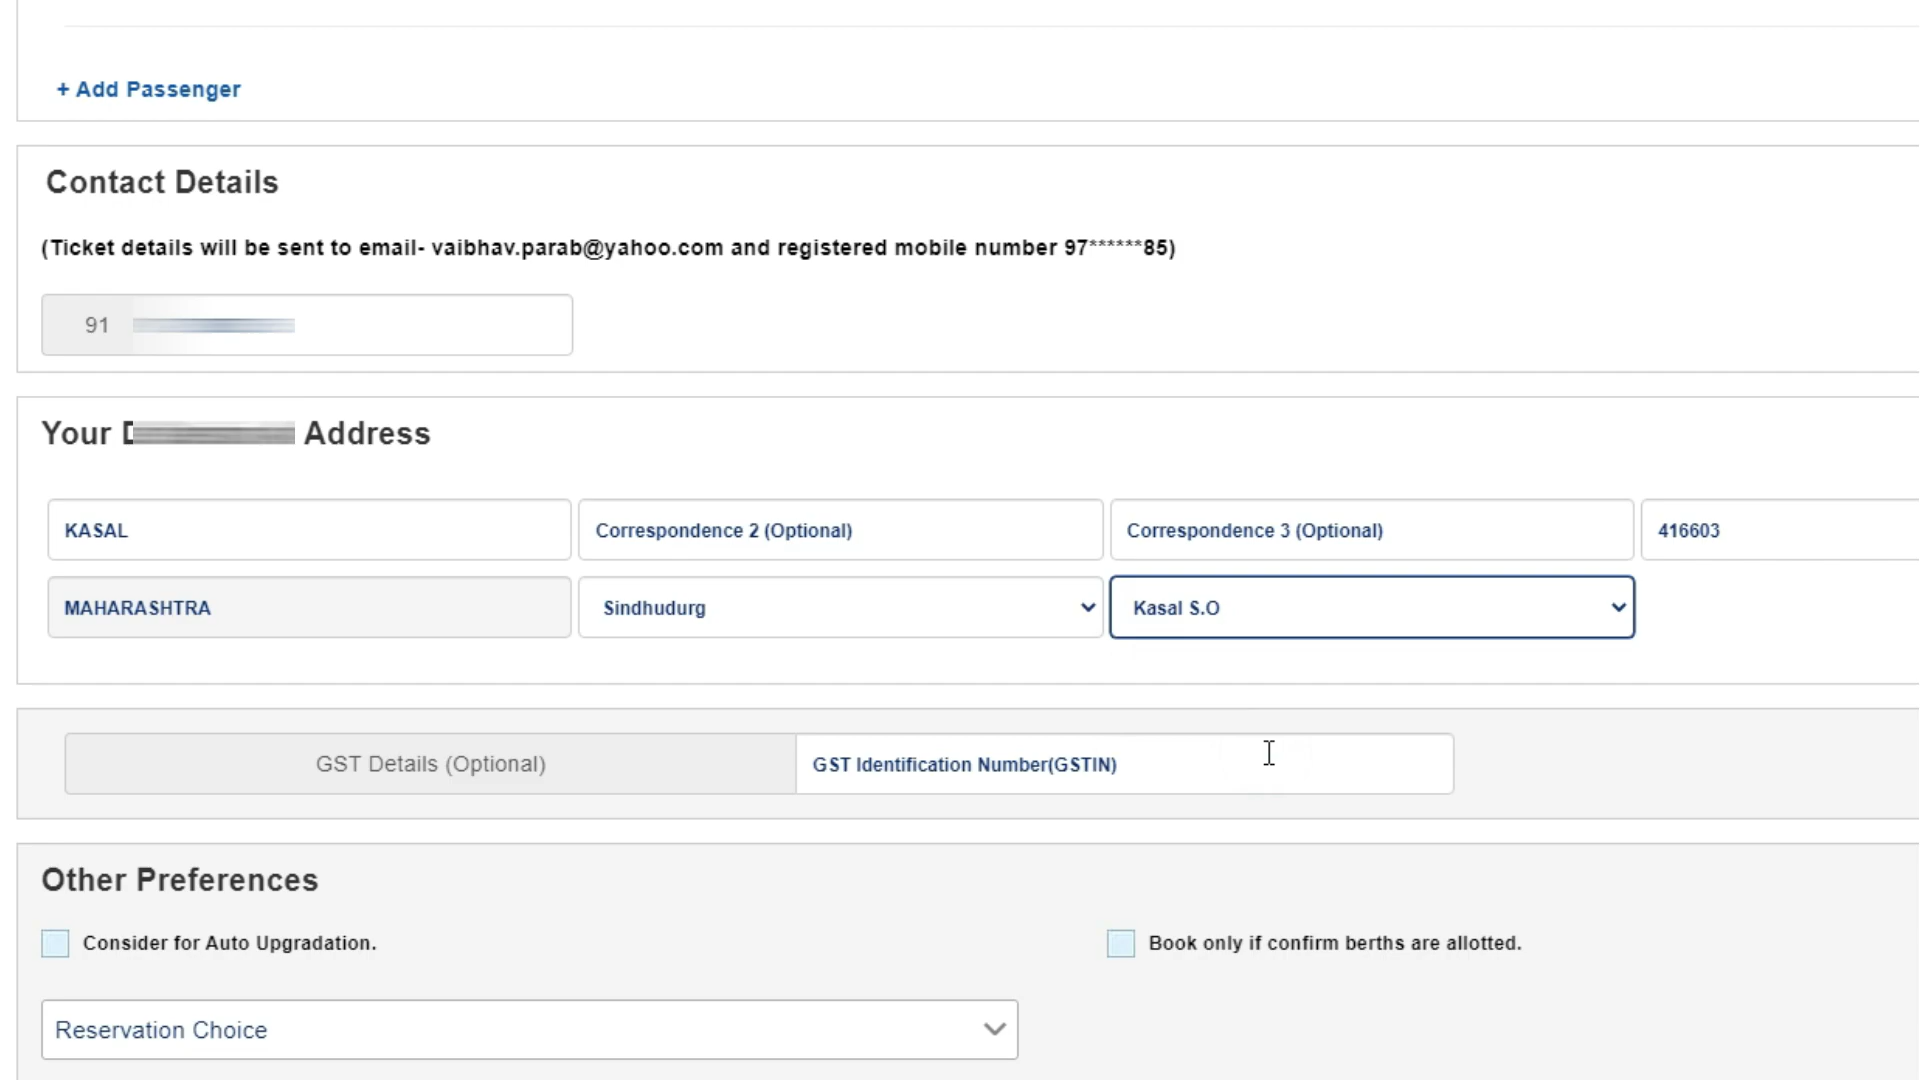 + Add Passenger
Contact Details
(Ticket details will be sent to email- vaibhav.parab@yahoo.com and registered mobile number 97******85)
91
Your Address
KASAL Correspondence 2 (Optional) Correspondence 3 (Optional) 416603
MAHARASHTRA Sindhudurg Kasal S.O
GST Details (Optional) GST Identification Number(GSTIN)
Other Preferences
Consider for Auto Upgradation. Book only if confirm berths are allotted.
Reservation Choice